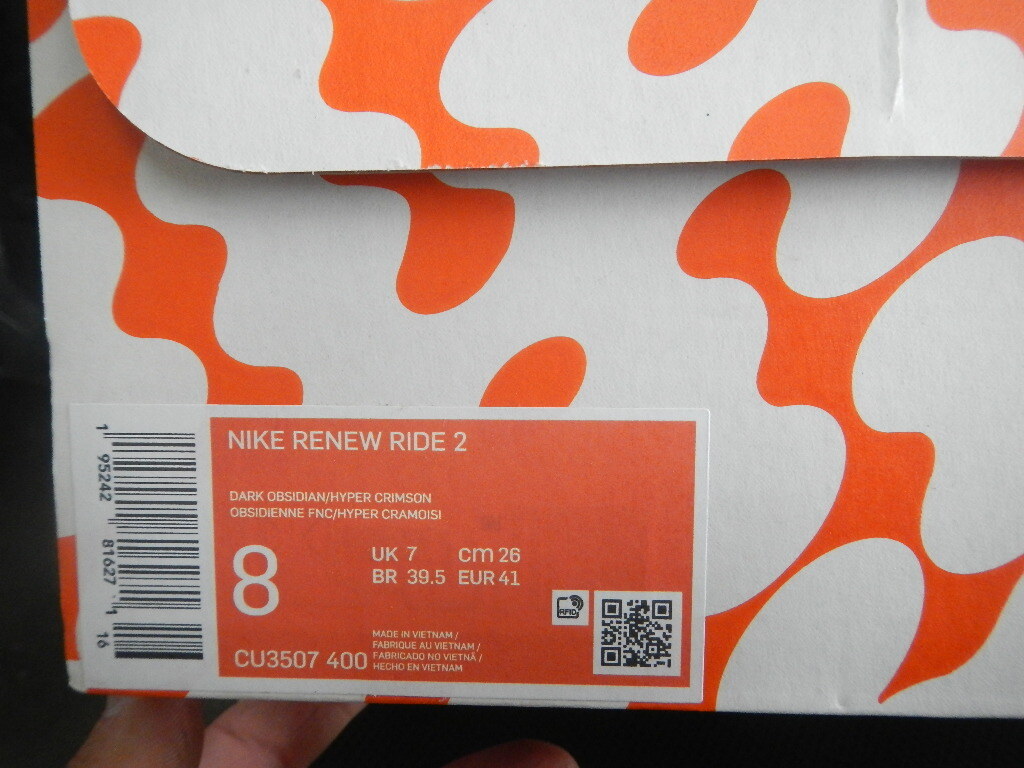 NIKE RENEW RIDE 2
DARK OBSIDIAN/HYPER CRIMSON
OBSIDIENNE FNC/HYPER CRAMOISI
8
UK 7 cm 26
BR 39.5 EUR 41
RFID
CU3507 400
MADE IN VIETNAM /
FABRIQUE AU VIETNAM /
FABRICADO NO VIETNÃ /
HECHO EN VIETNAM
1 95242 81627 1 16